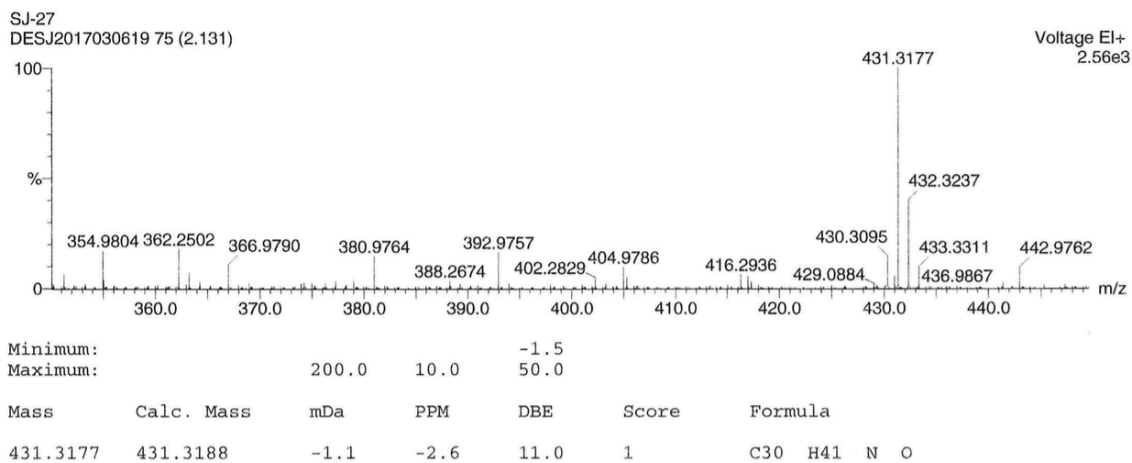 SJ-27
DESJ2017030619 75 (2.131)
Voltage EI+
2.56e3
100
431.3177
%
432.3237
354.9804
362.2502
366.9790
380.9764
388.2674
392.9757
402.2829
404.9786
416.2936
430.3095
429.0884
433.3311
436.9867
442.9762
0
m/z
360.0 370.0 380.0 390.0 400.0 410.0 420.0 430.0 440.0
Minimum: -1.5
Maximum: 200.0 10.0 50.0
Mass Calc. Mass mDa PPM DBE Score Formula
431.3177 431.3188 -1.1 -2.6 11.0 1 C30 H41 N O